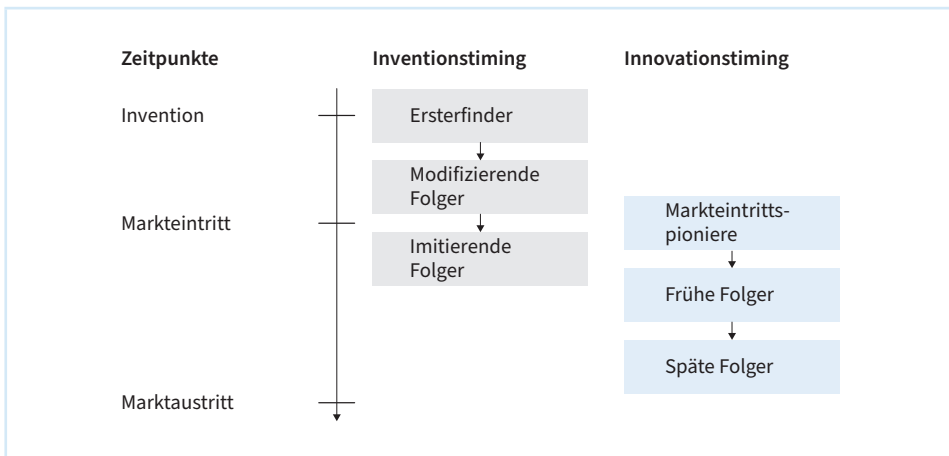 Zeitpunkte
Inventionstiming
Innovationstiming
Invention
Ersterfinder
Modifizierende
Folger
Markteintritt
Markteintritts-
pioniere
Imitierende
Folger
Frühe Folger
Späte Folger
Marktaustritt